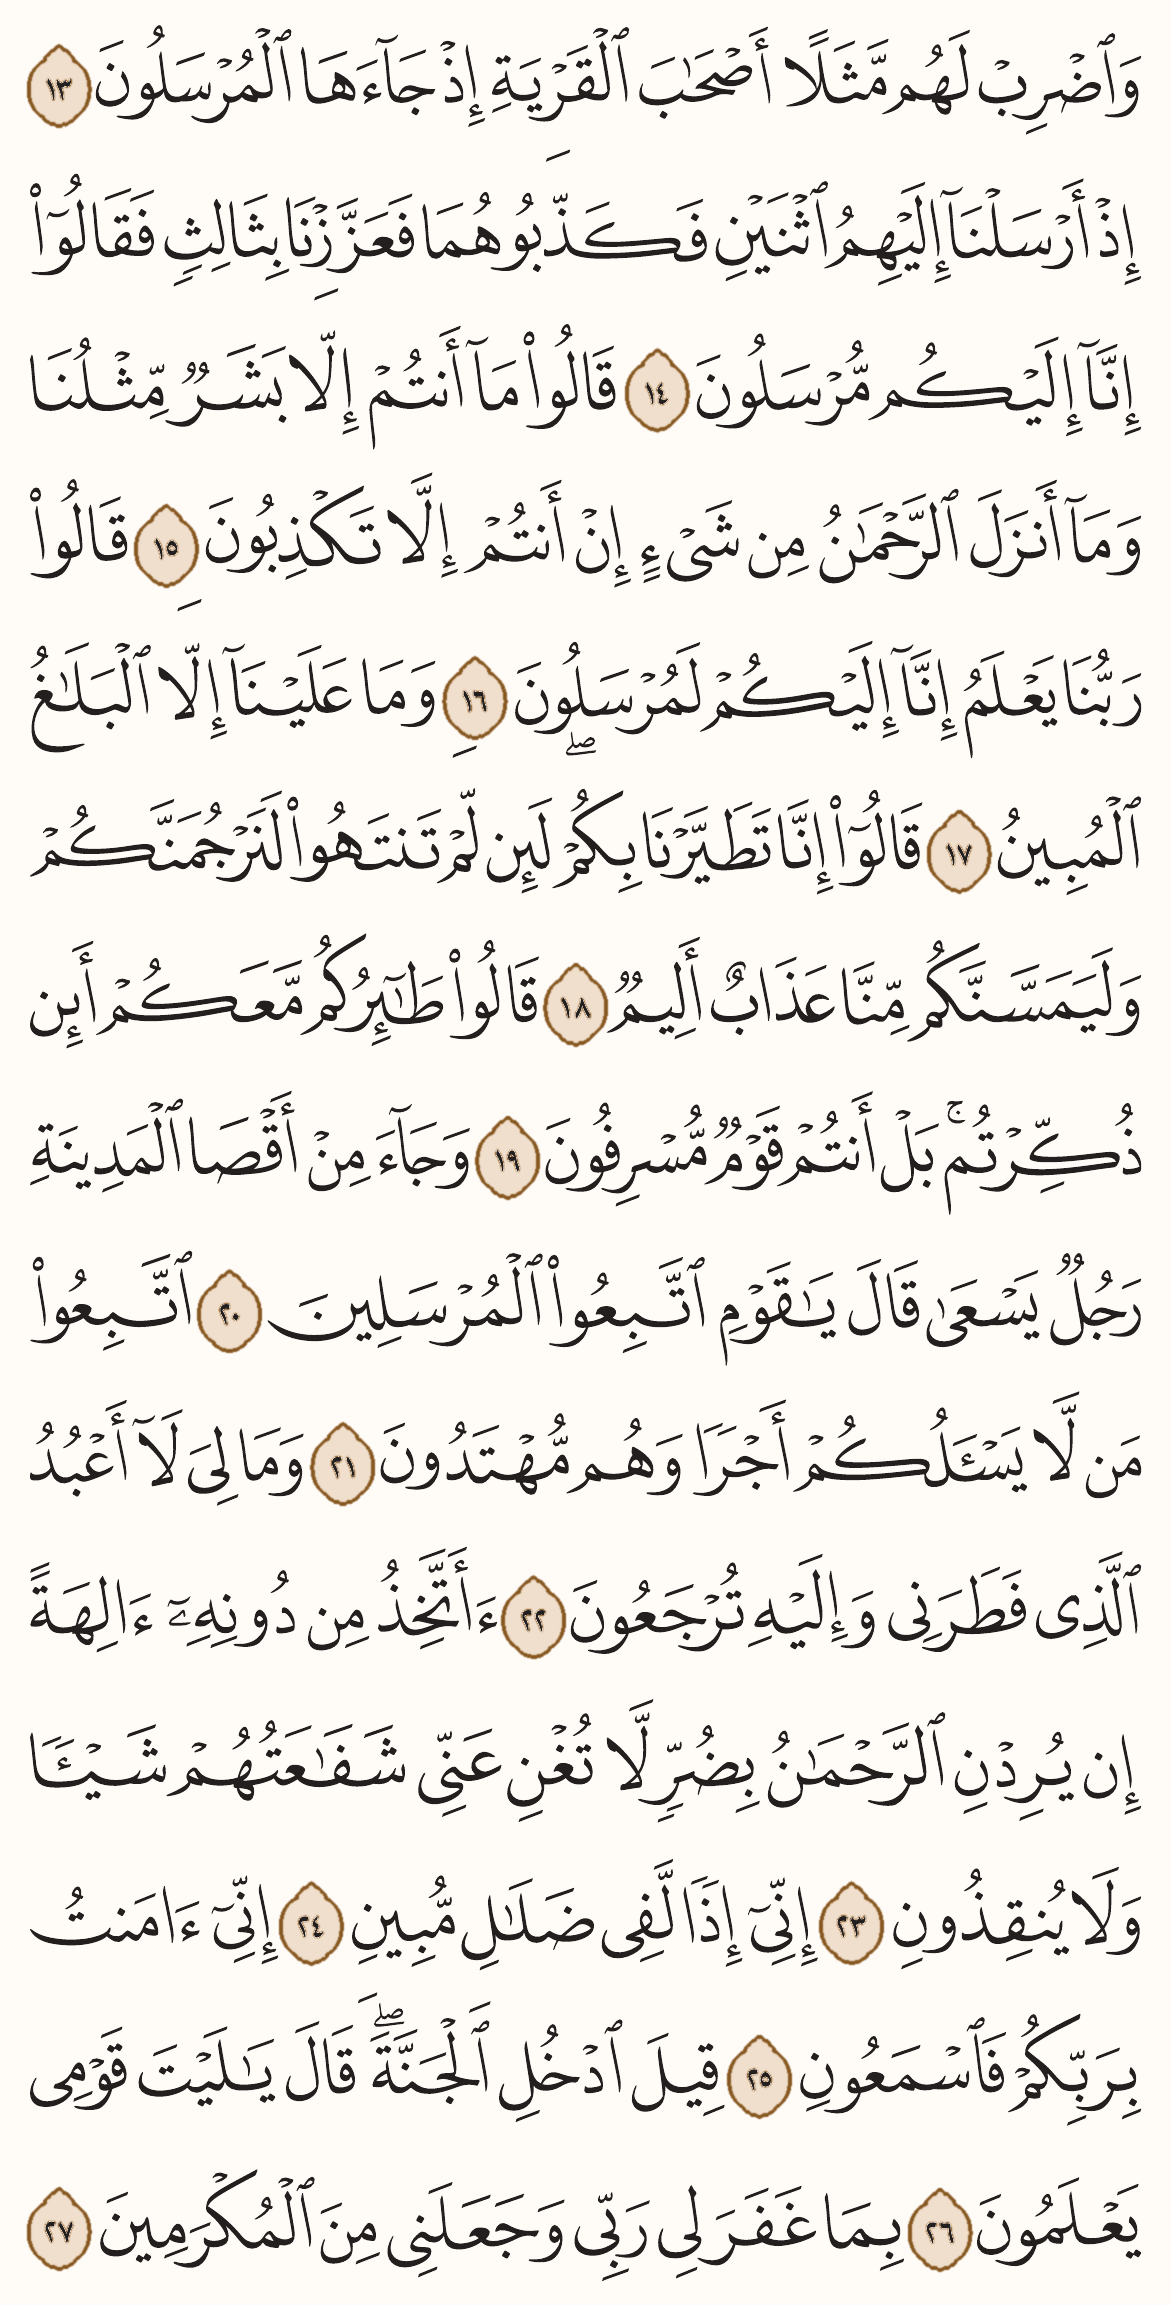 وَٱضْرِبْ لَهُم مَّثَلًا أَصْحَٰبَ ٱلْقَرْيَةِ إِذْ جَآءَهَا ٱلْمُرْسَلُونَ ١٣
إِذْ أَرْسَلْنَآ إِلَيْهِمُ ٱثْنَيْنِ فَكَذَّبُوهُمَا فَعَزَّزْنَا بِثَالِثٍ فَقَالُوٓا۟
إِنَّآ إِلَيْكُم مُّرْسَلُونَ ١٤ قَالُوا۟ مَآ أَنتُمْ إِلَّا بَشَرٌ مِّثْلُنَا
وَمَآ أَنزَلَ ٱلرَّحْمَٰنُ مِن شَىْءٍ إِنْ أَنتُمْ إِلَّا تَكْذِبُونَ ١٥ قَالُوا۟
رَبُّنَا يَعْلَمُ إِنَّآ إِلَيْكُمْ لَمُرْسَلُونَ ١٦ وَمَا عَلَيْنَآ إِلَّا ٱلْبَلَٰغُ
ٱلْمُبِينُ ١٧ قَالُوٓا۟ إِنَّا تَطَيَّرْنَا بِكُمْ ۖ لَئِن لَّمْ تَنتَهُوا۟ لَنَرْجُمَنَّكُمْ
وَلَيَمَسَّنَّكُم مِّنَّا عَذَابٌ أَلِيمٌ ١٨ قَالُوا۟ طَٰٓئِرُكُم مَّعَكُمْ أَئِن
ذُكِّرْتُم ۚ بَلْ أَنتُمْ قَوْمٌ مُّسْرِفُونَ ١٩ وَجَآءَ مِنْ أَقْصَا ٱلْمَدِينَةِ
رَجُلٌ يَسْعَىٰ قَالَ يَٰقَوْمِ ٱتَّبِعُوا۟ ٱلْمُرْسَلِينَ ٢٠ ٱتَّبِعُوا۟
مَن لَّا يَسْـَٔلُكُمْ أَجْرًا وَهُم مُّهْتَدُونَ ٢١ وَمَا لِىَ لَآ أَعْبُدُ
ٱلَّذِى فَطَرَنِى وَإِلَيْهِ تُرْجَعُونَ ٢٢ ءَأَتَّخِذُ مِن دُونِهِۦٓ ءَالِهَةً
إِن يُرِدْنِ ٱلرَّحْمَٰنُ بِضُرٍّ لَّا تُغْنِ عَنِّى شَفَٰعَتُهُمْ شَيْـًٔا
وَلَا يُنقِذُونِ ٢٣ إِنِّىٓ إِذًا لَّفِى ضَلَٰلٍ مُّبِينٍ ٢٤ إِنِّىٓ ءَامَنتُ
بِرَبِّكُمْ فَٱسْمَعُونِ ٢٥ قِيلَ ٱدْخُلِ ٱلْجَنَّةَ ۖ قَالَ يَٰلَيْتَ قَوْمِى
يَعْلَمُونَ ٢٦ بِمَا غَفَرَ لِى رَبِّى وَجَعَلَنِى مِنَ ٱلْمُكْرَمِينَ ٢٧